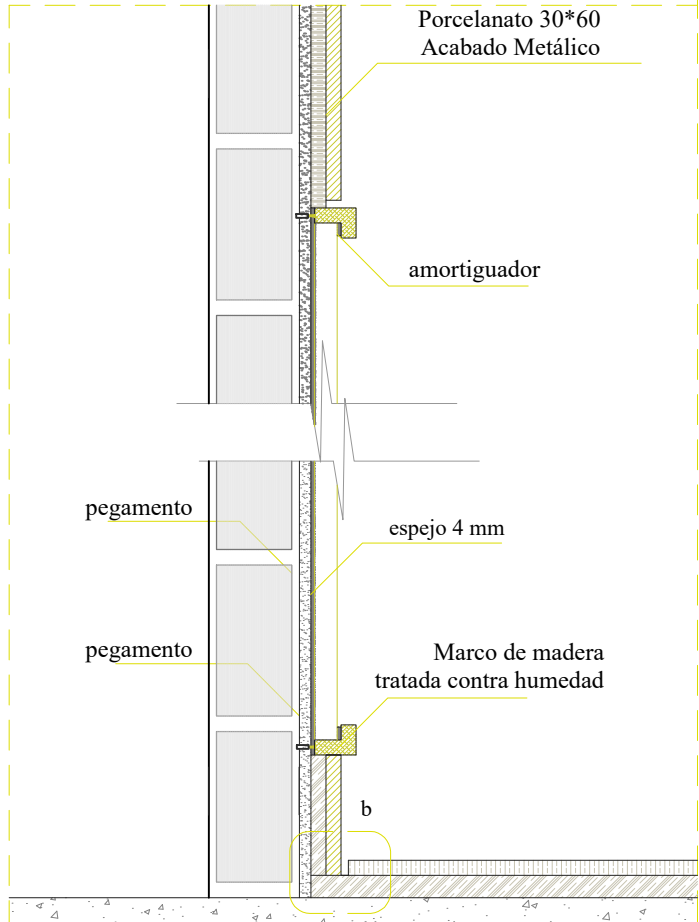 Porcelanato 30*60
Acabado Metálico
amortiguador
pegamento
espejo 4 mm
pegamento
Marco de madera
tratada contra humedad
b